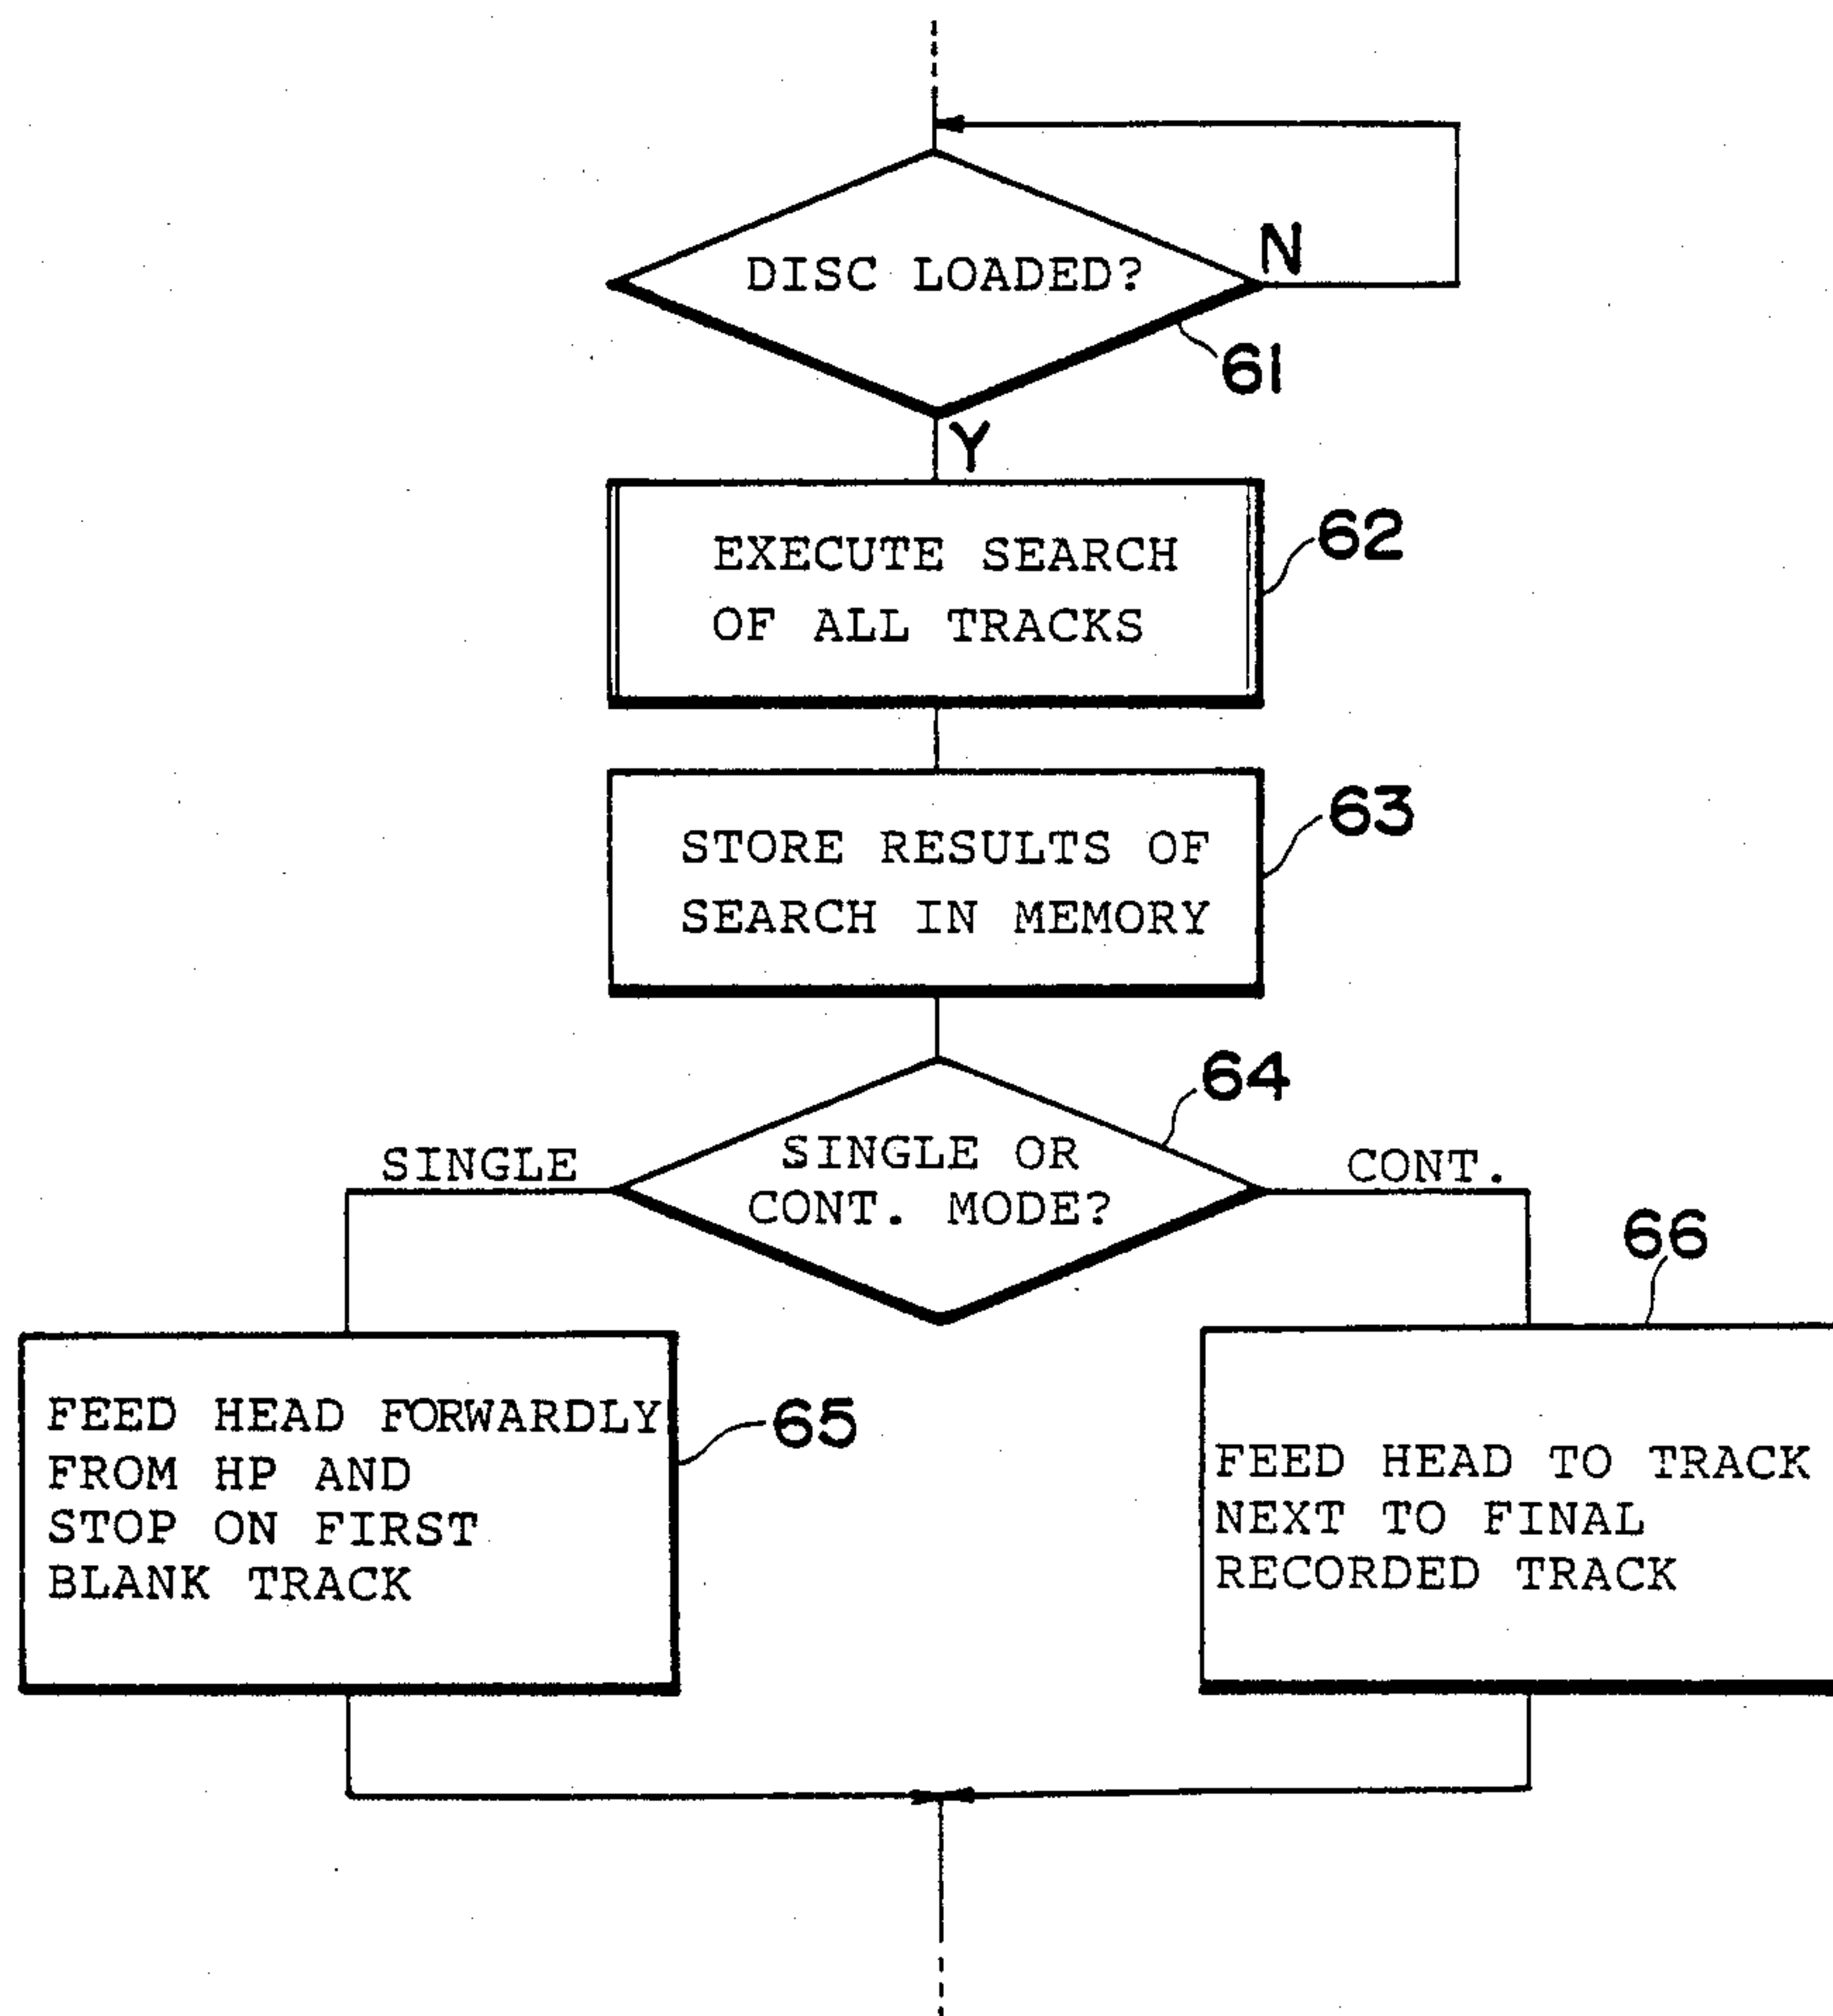 DISC LOADED?
N
61
Y
EXECUTE SEARCH
OF ALL TRACKS
62
STORE RESULTS OF
SEARCH IN MEMORY
63
64
SINGLE
SINGLE OR
CONT. MODE?
CONT.
66
FEED HEAD FORWARDLY
FROM HP AND
STOP ON FIRST
BLANK TRACK
65
FEED HEAD TO TRACK
NEXT TO FINAL
RECORDED TRACK